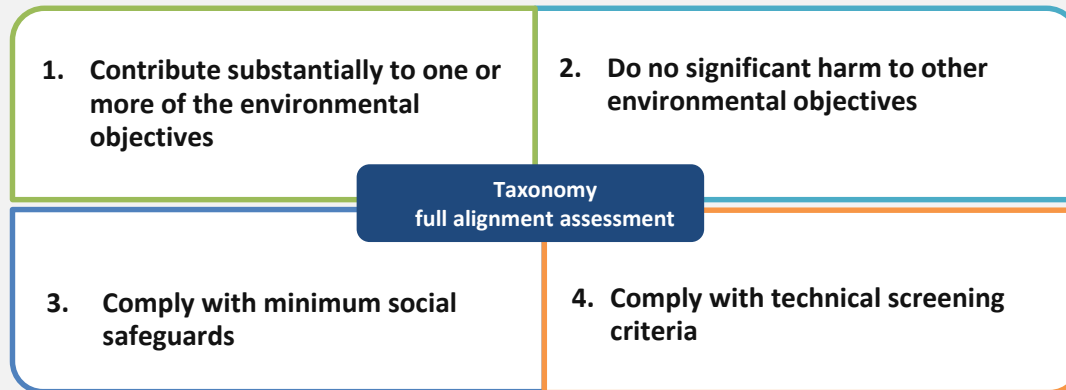 1. Contribute substantially to one or
more of the environmental
objectives
2. Do no significant harm to other
environmental objectives
Taxonomy
full alignment assessment
3. Comply with minimum social
safeguards
4. Comply with technical screening
criteria